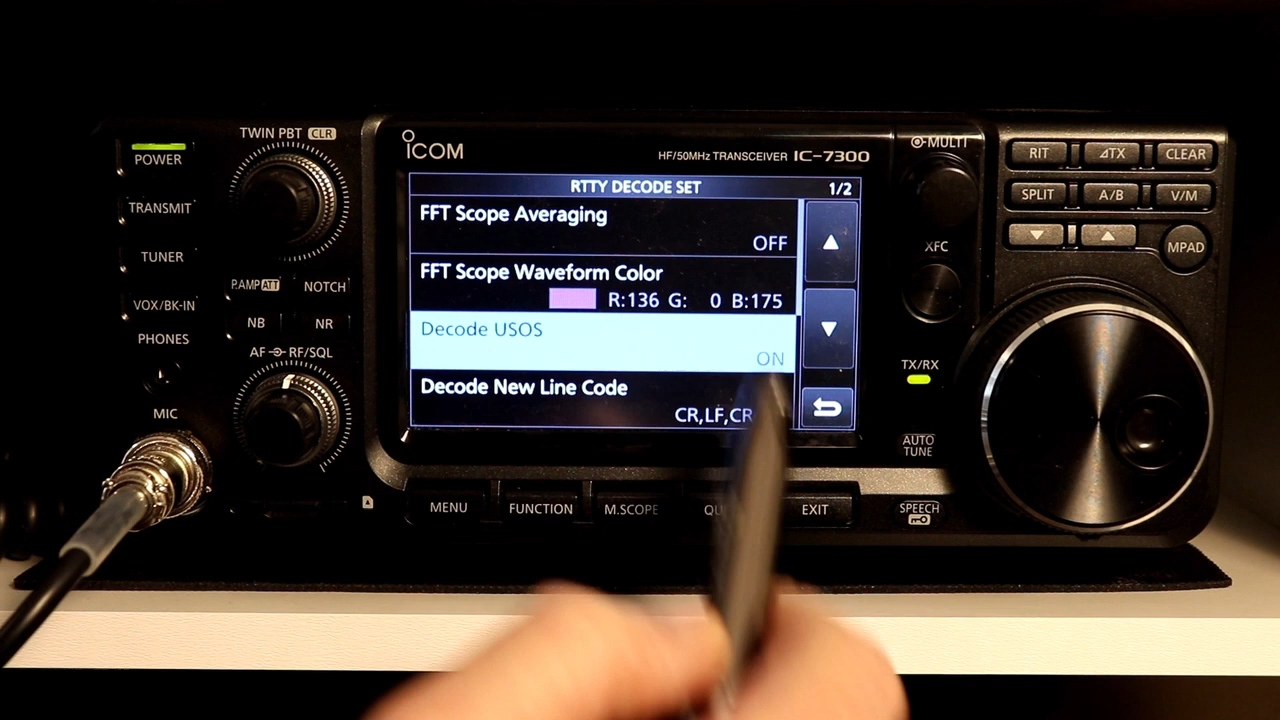 TWIN PBT CLR
POWER
TRANSMIT
TUNER
P.AMP ATT
NOTCH
VOX/BK-IN
NB
NR
PHONES
AF RF/SQL
MIC
ICOM
HF/50MHz TRANSCEIVER IC-7300
RTTY DECODE SET 1/2
FFT Scope Averaging
OFF
FFT Scope Waveform Color
R:136 G: 0 B:175
Decode USOS
ON
Decode New Line Code
CR,LF,CR
MENU
FUNCTION
M.SCOPE
EXIT
MULTI
XFC
TX/RX
AUTO
TUNE
SPEECH
RIT
⊿TX
CLEAR
SPLIT
A/B
V/M
MPAD